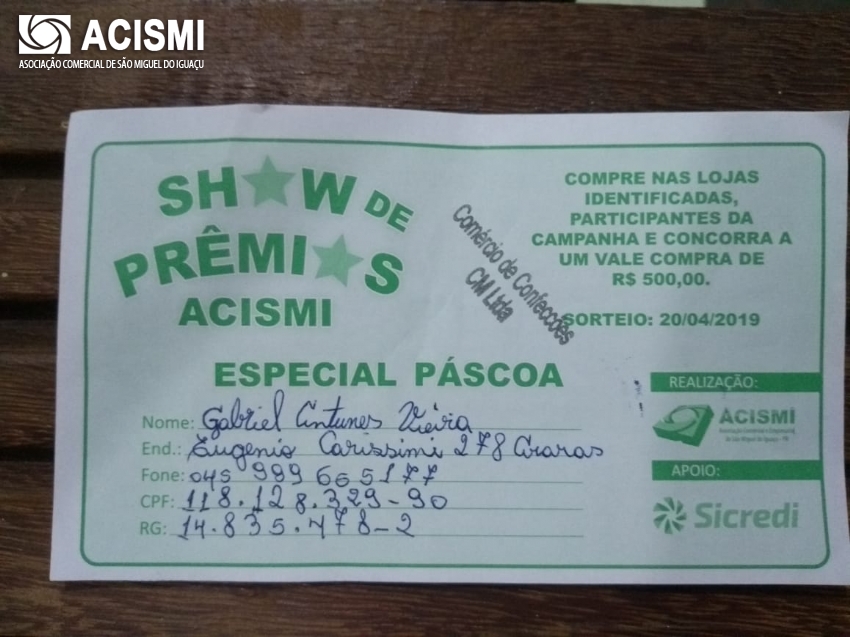 ACISMI
ASSOCIAÇÃO COMERCIAL DE SÃO MIGUEL DO IGUAÇU
SHOW DE
PRÊMIOS
ACISMI
COMPRE NAS LOJAS
IDENTIFICADAS,
PARTICIPANTES DA
CAMPANHA E CONCORRA A
UM VALE COMPRA DE
R$ 500,00.
SORTEIO: 20/04/2019
Comércio de Confecções
CM Ltda
ESPECIAL PÁSCOA
Nome: Gabriel Antunes Vieira
End.: Eugenio Carissimi 278
Fone: 045 999 665177
CPF: 118.128.329-90
RG: 14.835.478-2
REALIZAÇÃO:
ACISMI
APOIO:
Sicredi